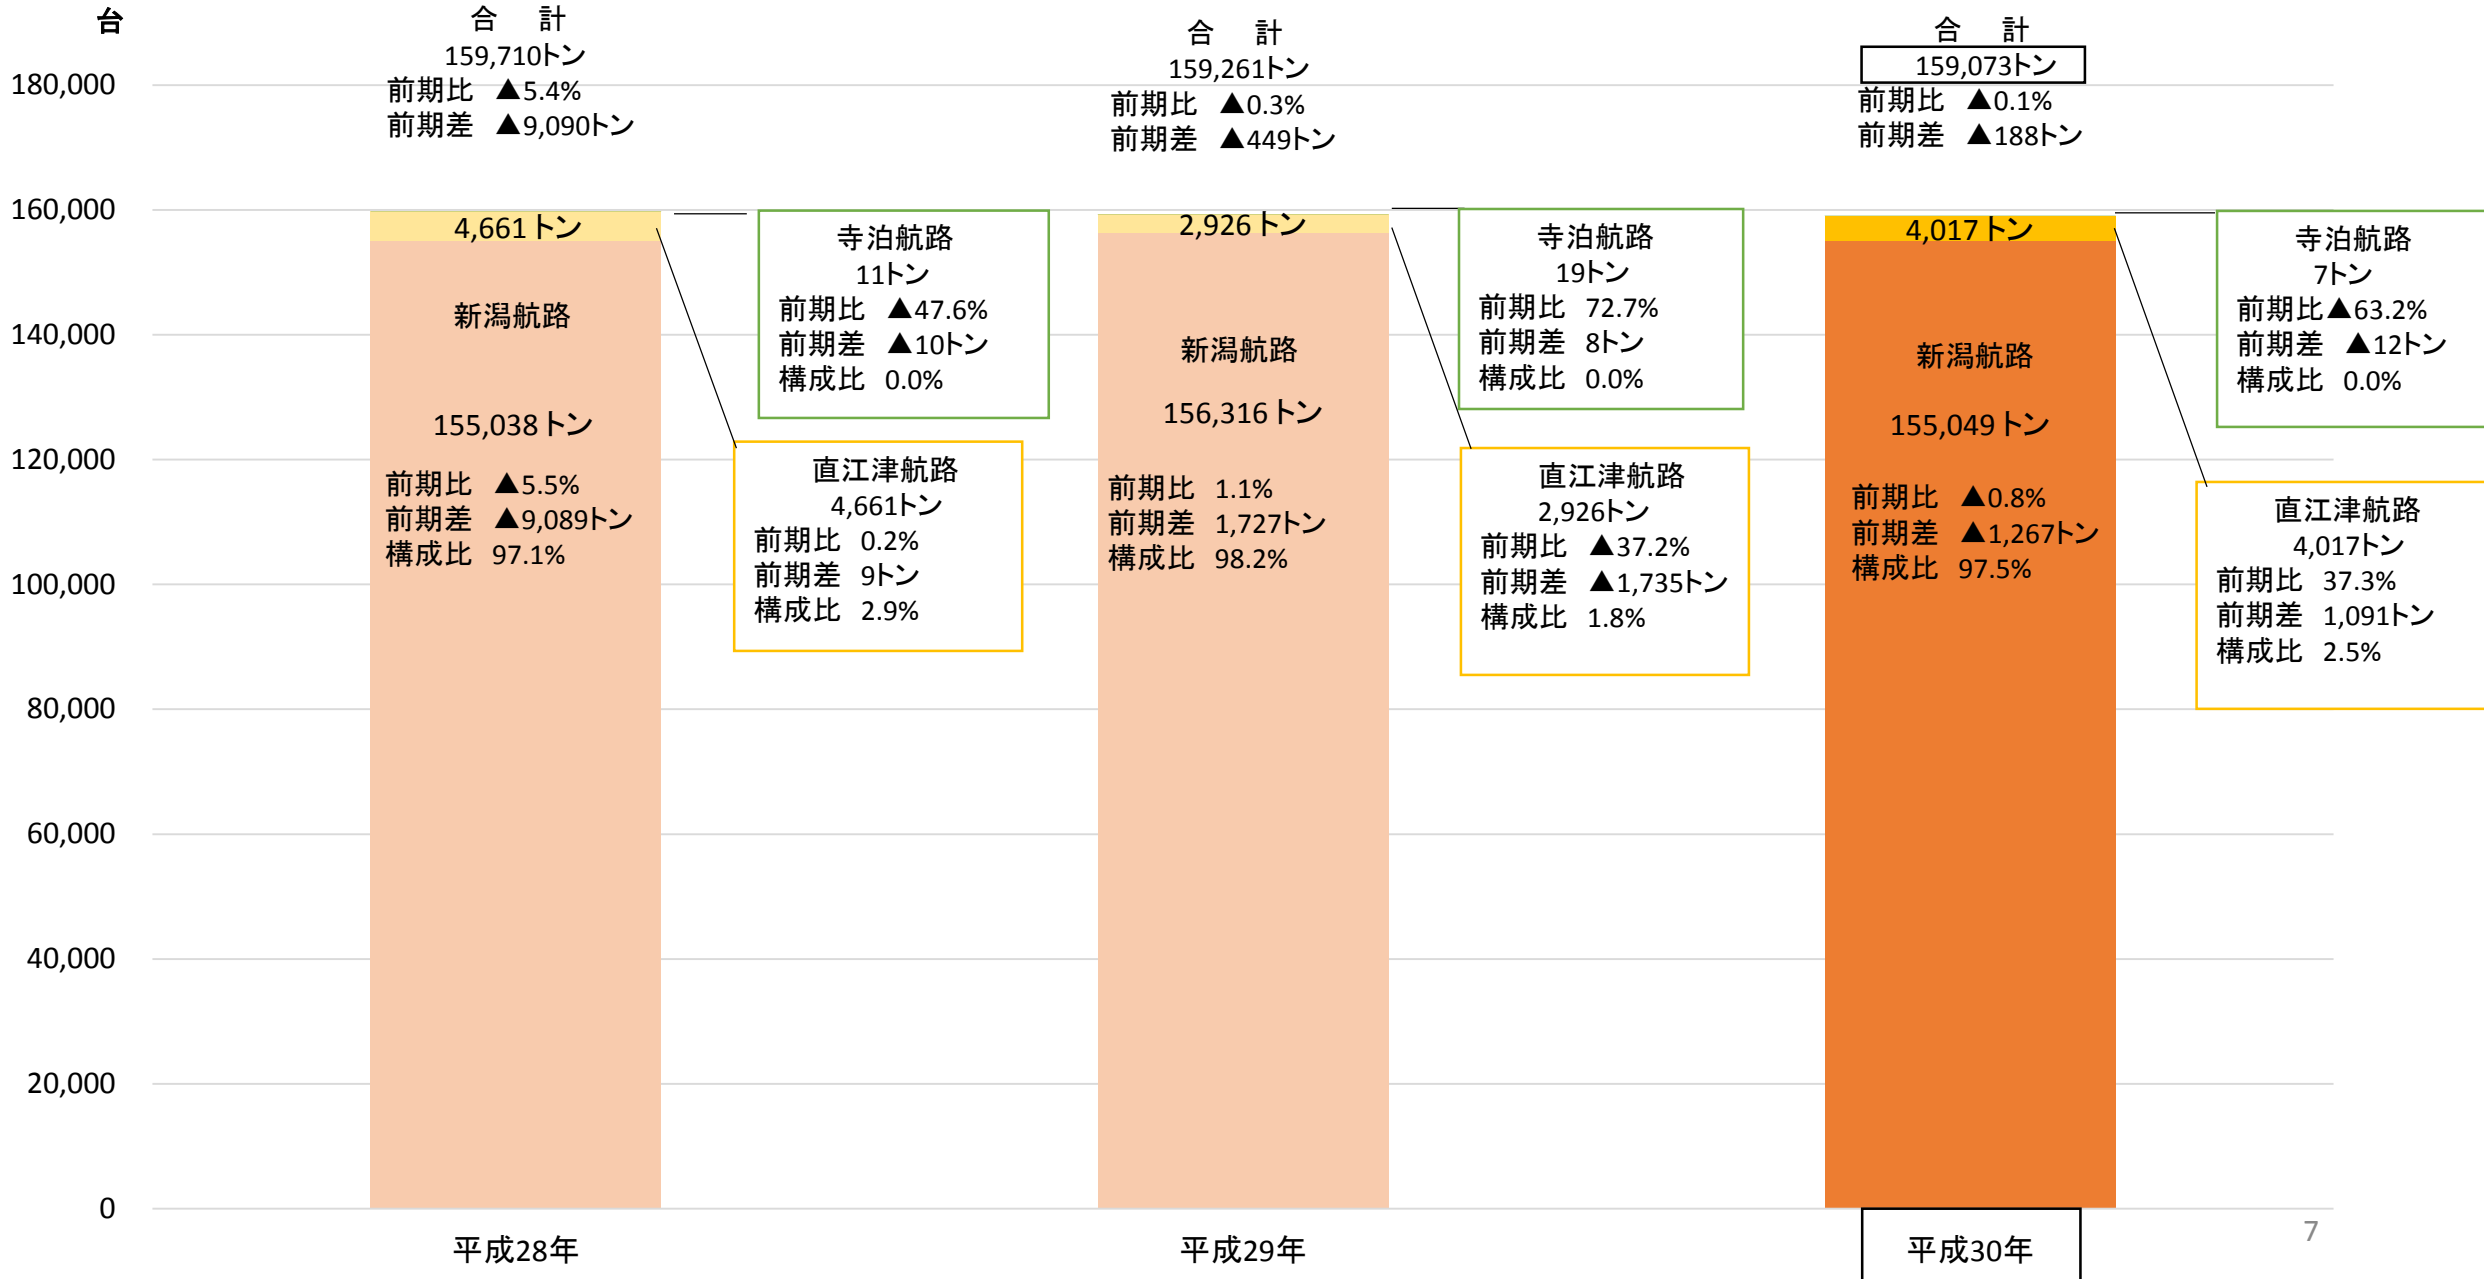 台
180,000
160,000
140,000
120,000
100,000
80,000
60,000
40,000
20,000
0
合　計
159,710トン
前期比 ▲5.4%
前期差 ▲9,090トン
4,661 トン
新潟航路
155,038 トン
前期比 ▲5.5%
前期差 ▲9,089トン
構成比 97.1%
寺泊航路
11トン
前期比 ▲47.6%
前期差 ▲10トン
構成比 0.0%
直江津航路
4,661トン
前期比 0.2%
前期差 9トン
構成比 2.9%
平成28年
合　計
159,261トン
前期比 ▲0.3%
前期差 ▲449トン
2,926 トン
新潟航路
156,316 トン
前期比 1.1%
前期差 1,727トン
構成比 98.2%
寺泊航路
19トン
前期比 72.7%
前期差 8トン
構成比 0.0%
直江津航路
2,926トン
前期比 ▲37.2%
前期差 ▲1,735トン
構成比 1.8%
平成29年
合　計
159,073トン
前期比 ▲0.1%
前期差 ▲188トン
4,017 トン
新潟航路
155,049 トン
前期比 ▲0.8%
前期差 ▲1,267トン
構成比 97.5%
寺泊航路
7トン
前期比▲63.2%
前期差 ▲12トン
構成比 0.0%
直江津航路
4,017トン
前期比 37.3%
前期差 1,091トン
構成比 2.5%
平成30年
7